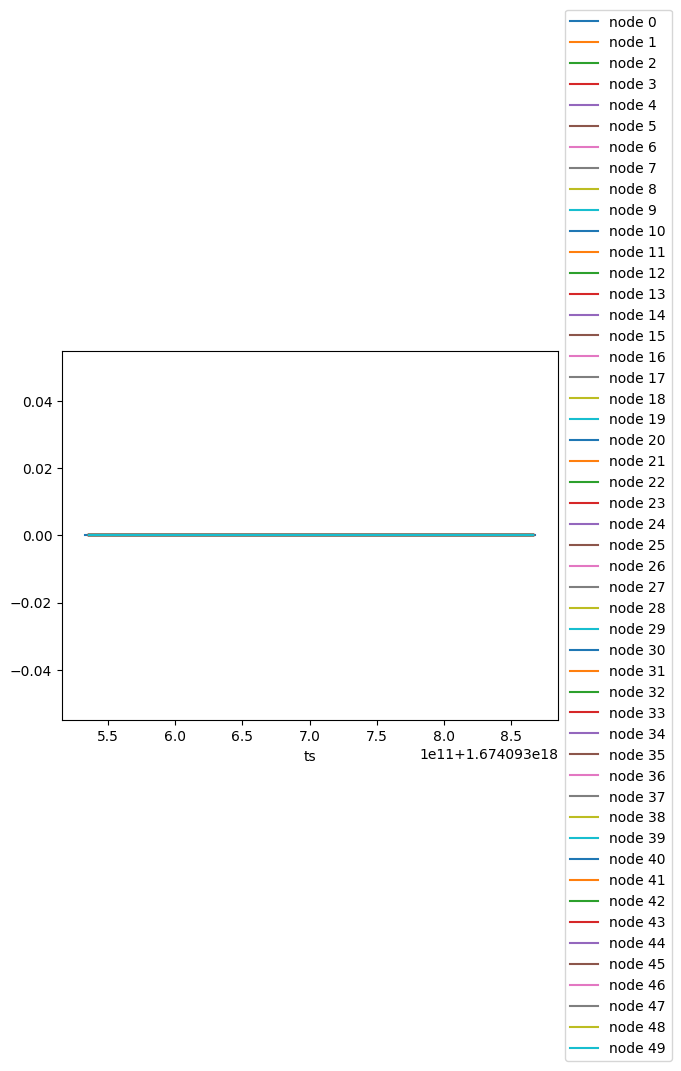 node 0
node 1
node 2
node 3
node 4
node 5
node 6
node 7
node 8
node 9
node 10
node 11
node 12
node 13
node 14
node 15
node 16
node 17
node 18
node 19
node 20
node 21
node 22
node 23
node 24
node 25
node 26
node 27
node 28
node 29
node 30
node 31
node 32
node 33
node 34
node 35
node 36
node 37
node 38
node 39
node 40
node 41
node 42
node 43
node 44
node 45
node 46
node 47
node 48
node 49
0.04
0.02
0.00
−0.02
−0.04
5.5 6.0 6.5 7.0 7.5 8.0 8.5
ts
1e11+1.674093e18